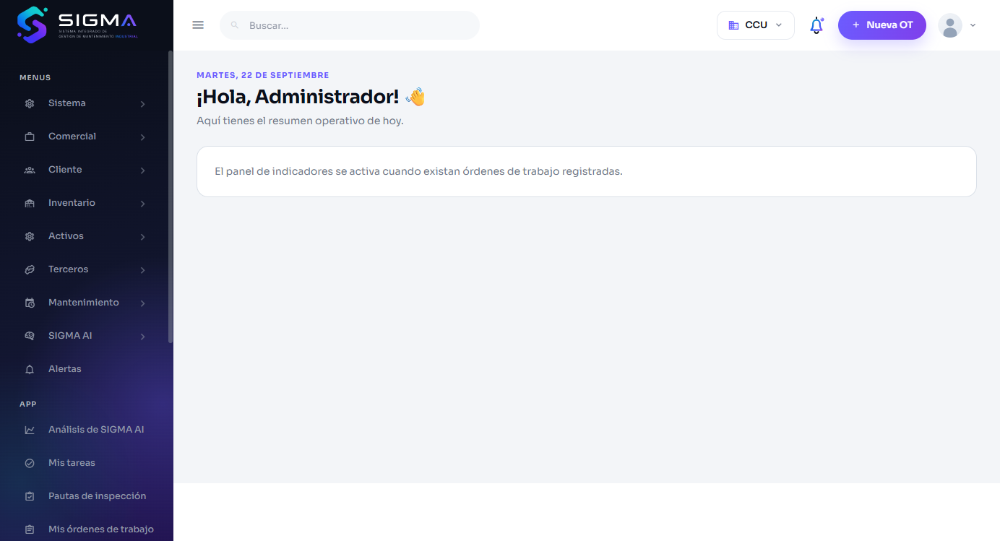 SIGMA
SISTEMA INTEGRADO DE
GESTION DE MANTENIMIENTO INDUSTRIAL
Buscar...
CCU
+ Nueva OT
MENUS
Sistema
Comercial
Cliente
Inventario
Activos
Terceros
Mantenimiento
SIGMA AI
Alertas
APP
Análisis de SIGMA AI
Mis tareas
Pautas de inspección
Mis órdenes de trabajo
MARTES, 22 DE SEPTIEMBRE
¡Hola, Administrador! 👋
Aquí tienes el resumen operativo de hoy.
El panel de indicadores se activa cuando existan órdenes de trabajo registradas.